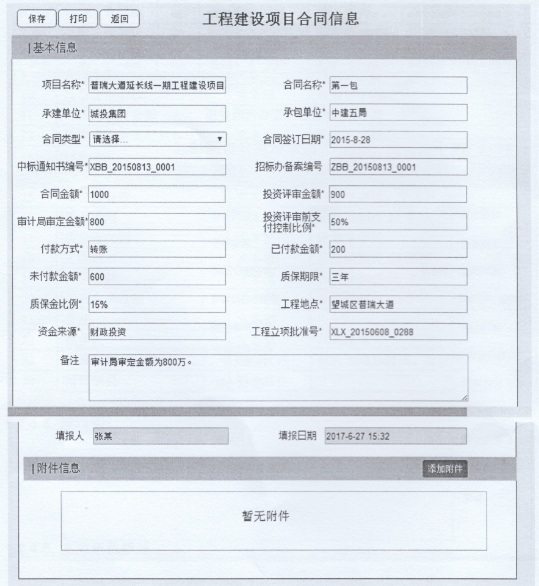 保存 打印 返回 工程建设项目合同信息
基本信息
项目名称* 普瑞大道延长线一期工程建设项目 合同名称* 第一包
承建单位* 城投集团 承包单位* 中建五局
合同类型* 请选择... 合同签订日期* 2015-8-28
中标通知书编号* XBB_20150813_0001 招标办备案编号 ZBB_20150813_0001
合同金额* 1000 投资评审金额* 900
审计局审定金额* 800 投资评审前支
付控制比例* 50%
付款方式* 转账 已付款金额* 200
未付款金额* 600 质保期限* 三年
质保金比例* 15% 工程地点* 望城区普瑞大道
资金来源* 财政投资 工程立项批准号* XLX_20150608_0288
备注 审计局审定金额为800万。
填报人 张某 填报日期 2017-6-27 15:32
附件信息 添加附件
暂无附件